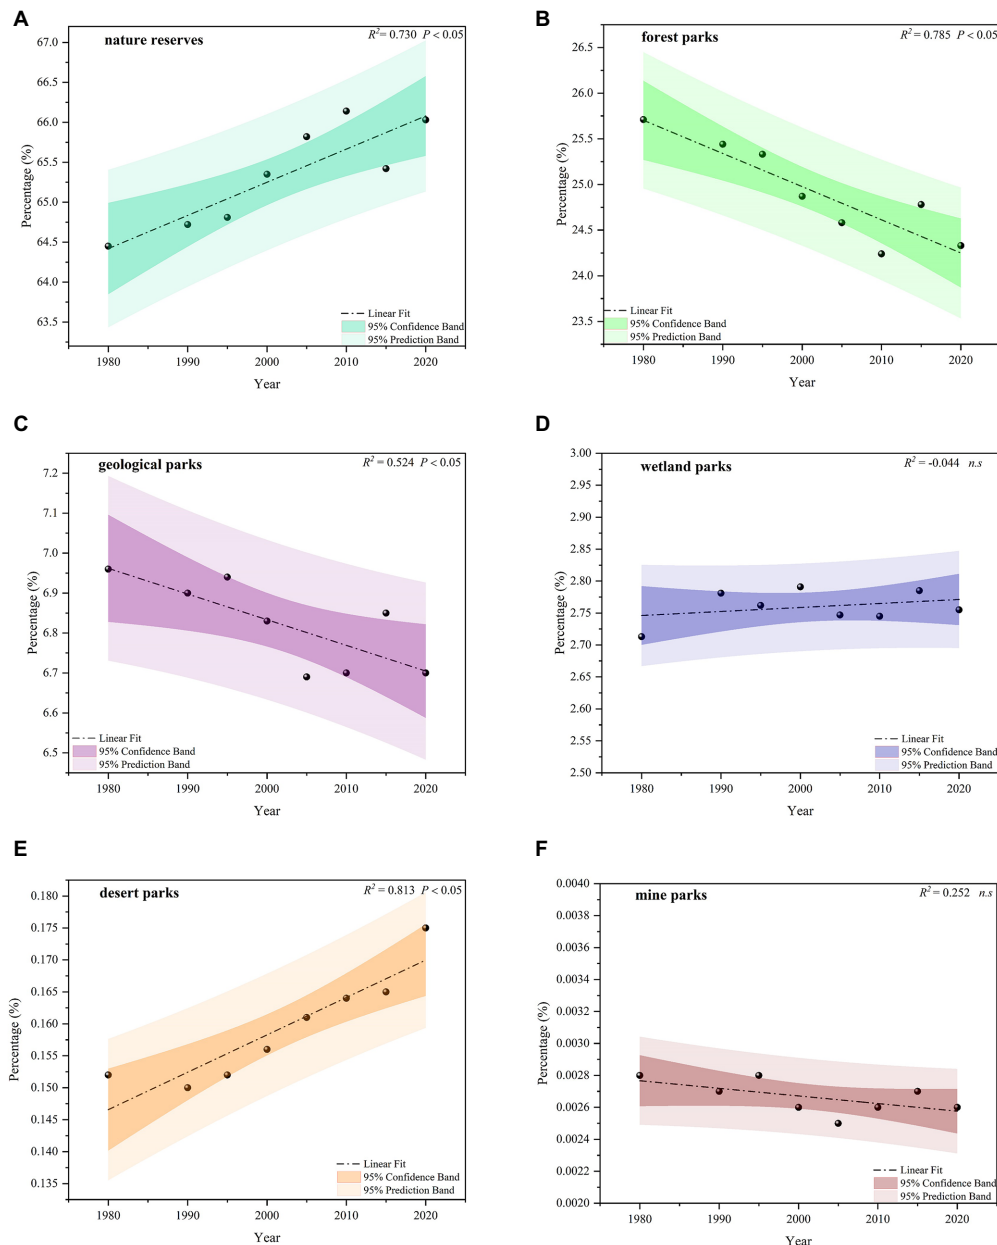 A
nature reserves
R² = 0.730 P < 0.05
67.0
66.5
66.0
65.5
65.0
64.5
64.0
63.5
Percentage (%)
Linear Fit
95% Confidence Band
95% Prediction Band
1980 1990 2000 2010 2020
Year
B
forest parks
R² = 0.785 P < 0.05
26.5
26.0
25.5
25.0
24.5
24.0
23.5
Percentage (%)
Linear Fit
95% Confidence Band
95% Prediction Band
1980 1990 2000 2010 2020
Year
C
geological parks
R² = 0.524 P < 0.05
7.2
7.1
7.0
6.9
6.8
6.7
6.6
6.5
Percentage (%)
Linear Fit
95% Confidence Band
95% Prediction Band
1980 1990 2000 2010 2020
Year
D
wetland parks
R² = -0.044 n.s
3.00
2.95
2.90
2.85
2.80
2.75
2.70
2.65
2.60
2.55
2.50
Percentage (%)
Linear Fit
95% Confidence Band
95% Prediction Band
1980 1990 2000 2010 2020
Year
E
desert parks
R² = 0.813 P < 0.05
0.180
0.175
0.170
0.165
0.160
0.155
0.150
0.145
0.140
0.135
Percentage (%)
Linear Fit
95% Confidence Band
95% Prediction Band
1980 1990 2000 2010 2020
Year
F
mine parks
R² = 0.252 n.s
0.0040
0.0038
0.0036
0.0034
0.0032
0.0030
0.0028
0.0026
0.0024
0.0022
0.0020
Percentage (%)
Linear Fit
95% Confidence Band
95% Prediction Band
1980 1990 2000 2010 2020
Year